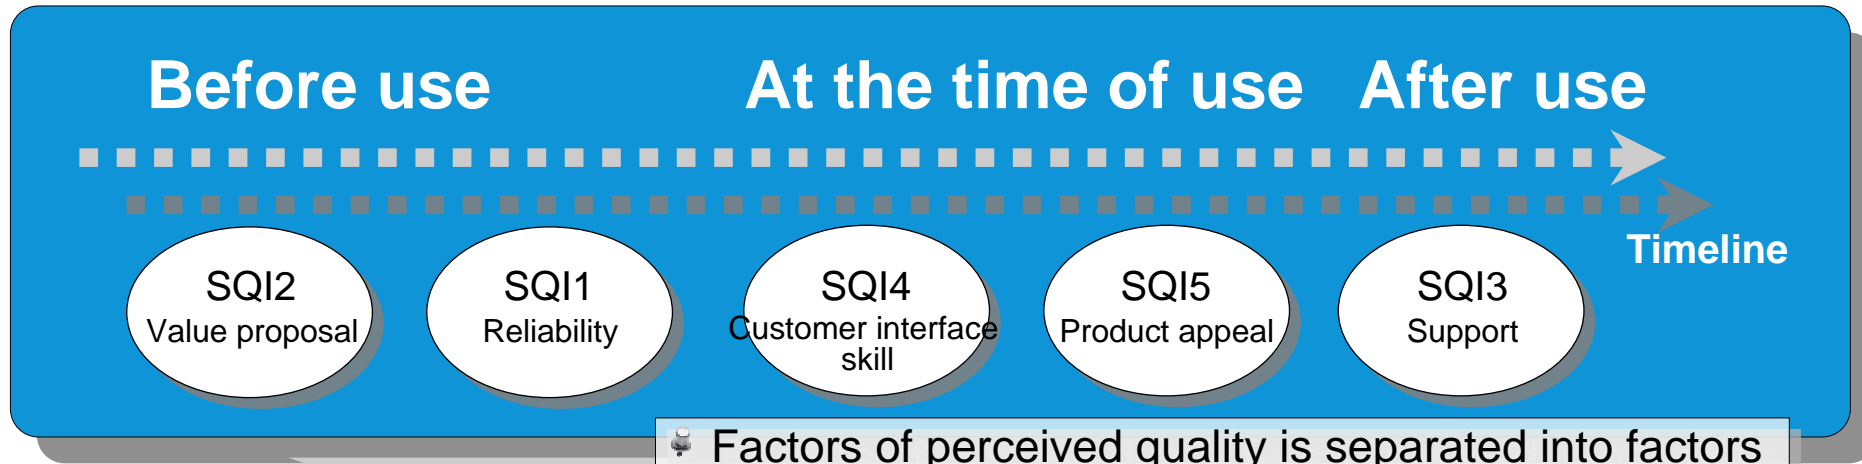 Before use At the time of use After use
Timeline
SQI2
Value proposal
SQI1
Reliability
SQI4
Customer interface
skill
SQI5
Product appeal
SQI3
Support
Factors of perceived quality is separated into factors